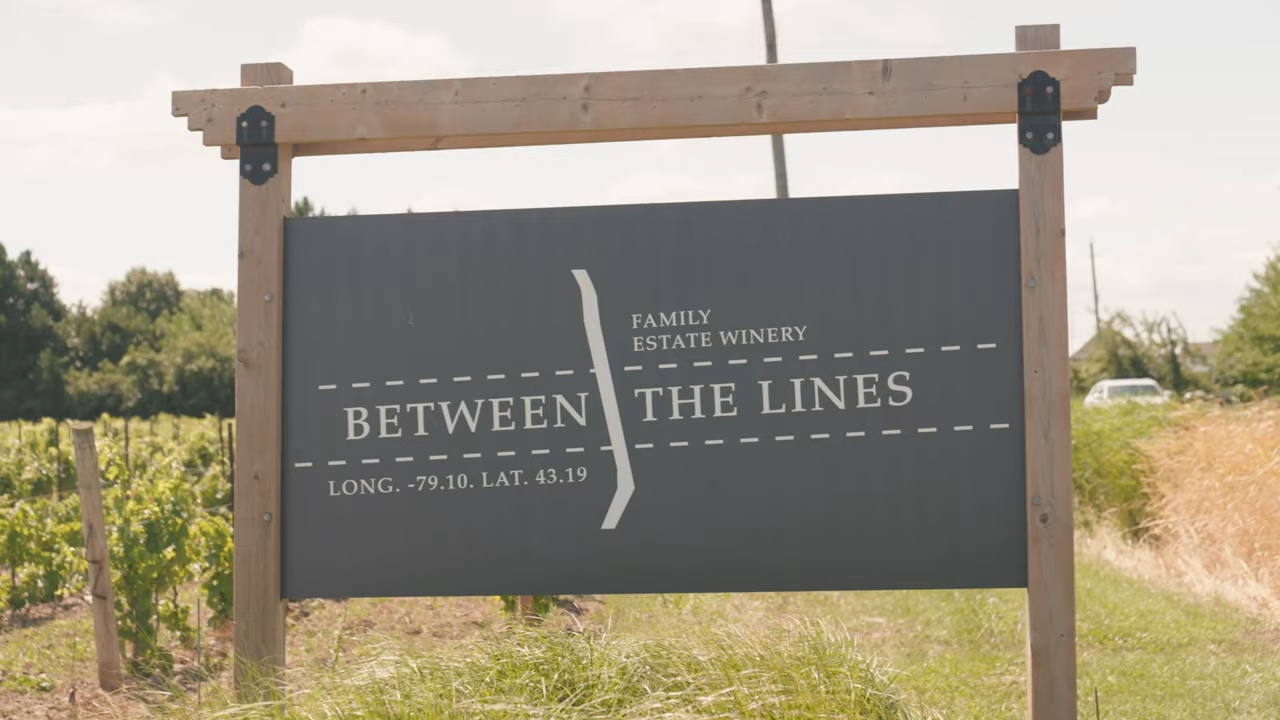 FAMILY
ESTATE WINERY
BETWEEN THE LINES
LONG. -79.10. LAT. 43.19